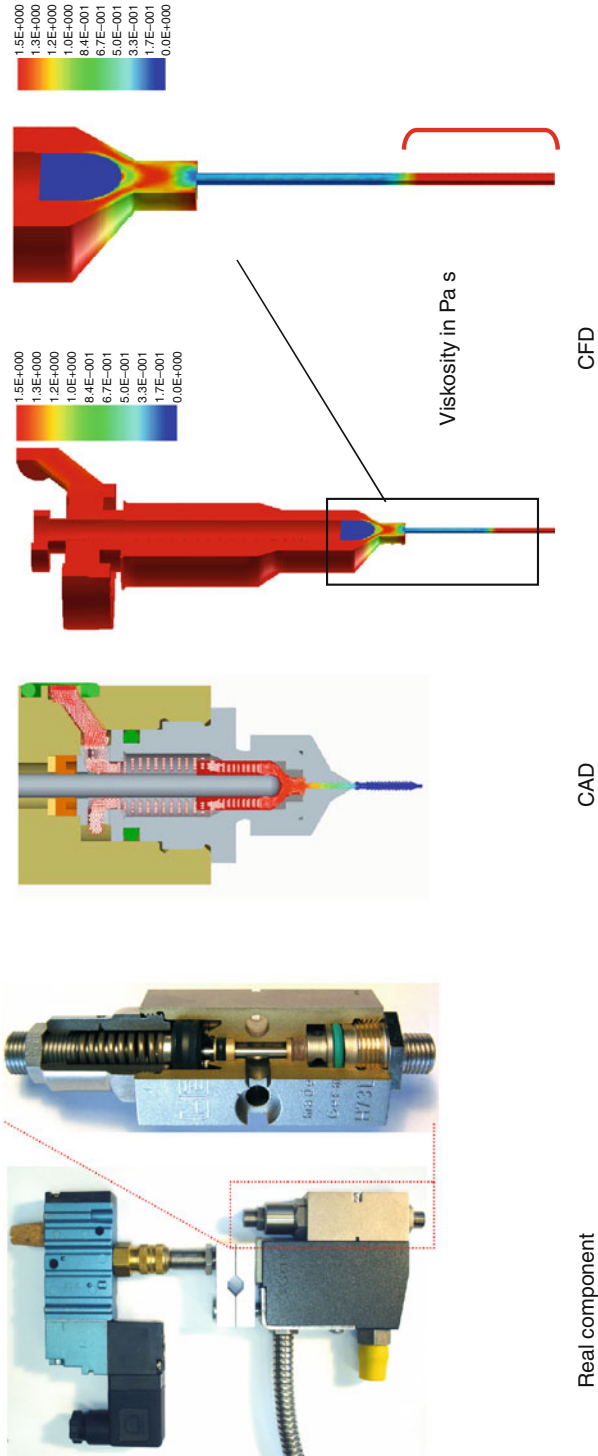 1.5E+000
1.3E+000
1.2E+000
1.0E+000
8.4E–001
6.7E–001
5.0E–001
3.3E–001
1.7E–001
0.0E+000
1.5E+000
1.3E+000
1.2E+000
1.0E+000
8.4E–001
6.7E–001
5.0E–001
3.3E–001
1.7E–001
0.0E+000
Viskosity in Pa s
made
Real component
CAD
CFD